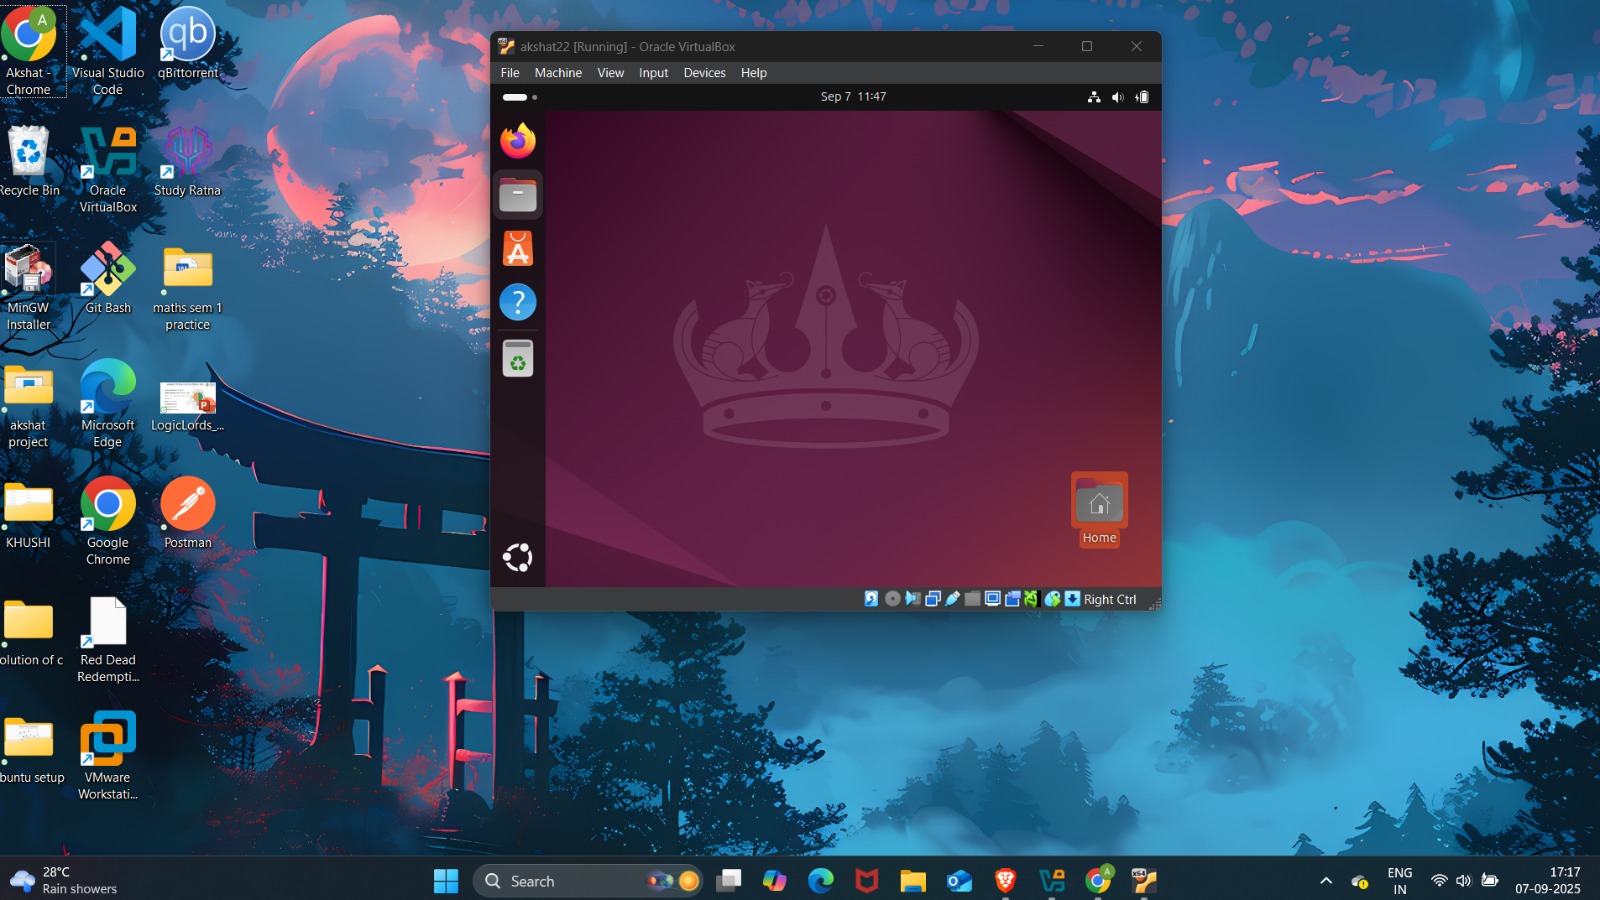 A
Akshat -
Chrome
Visual Studio
Code
qb
qBittorrent
Recycle Bin
Oracle
VirtualBox
Study Ratna
MinGW
Installer
Git Bash
maths sem 1
practice
akshat
project
Microsoft
Edge
LogicLords_...
KHUSHI
Google
Chrome
Postman
olution of c
Red Dead
Redempti...
buntu setup
VMware
Workstati...
akshat22 [Running] - Oracle VirtualBox
File Machine View Input Devices Help
Sep 7 11:47
Home
Right Ctrl
28°C
Rain showers
Search
A
x64
ENG
IN
17:17
07-09-2025